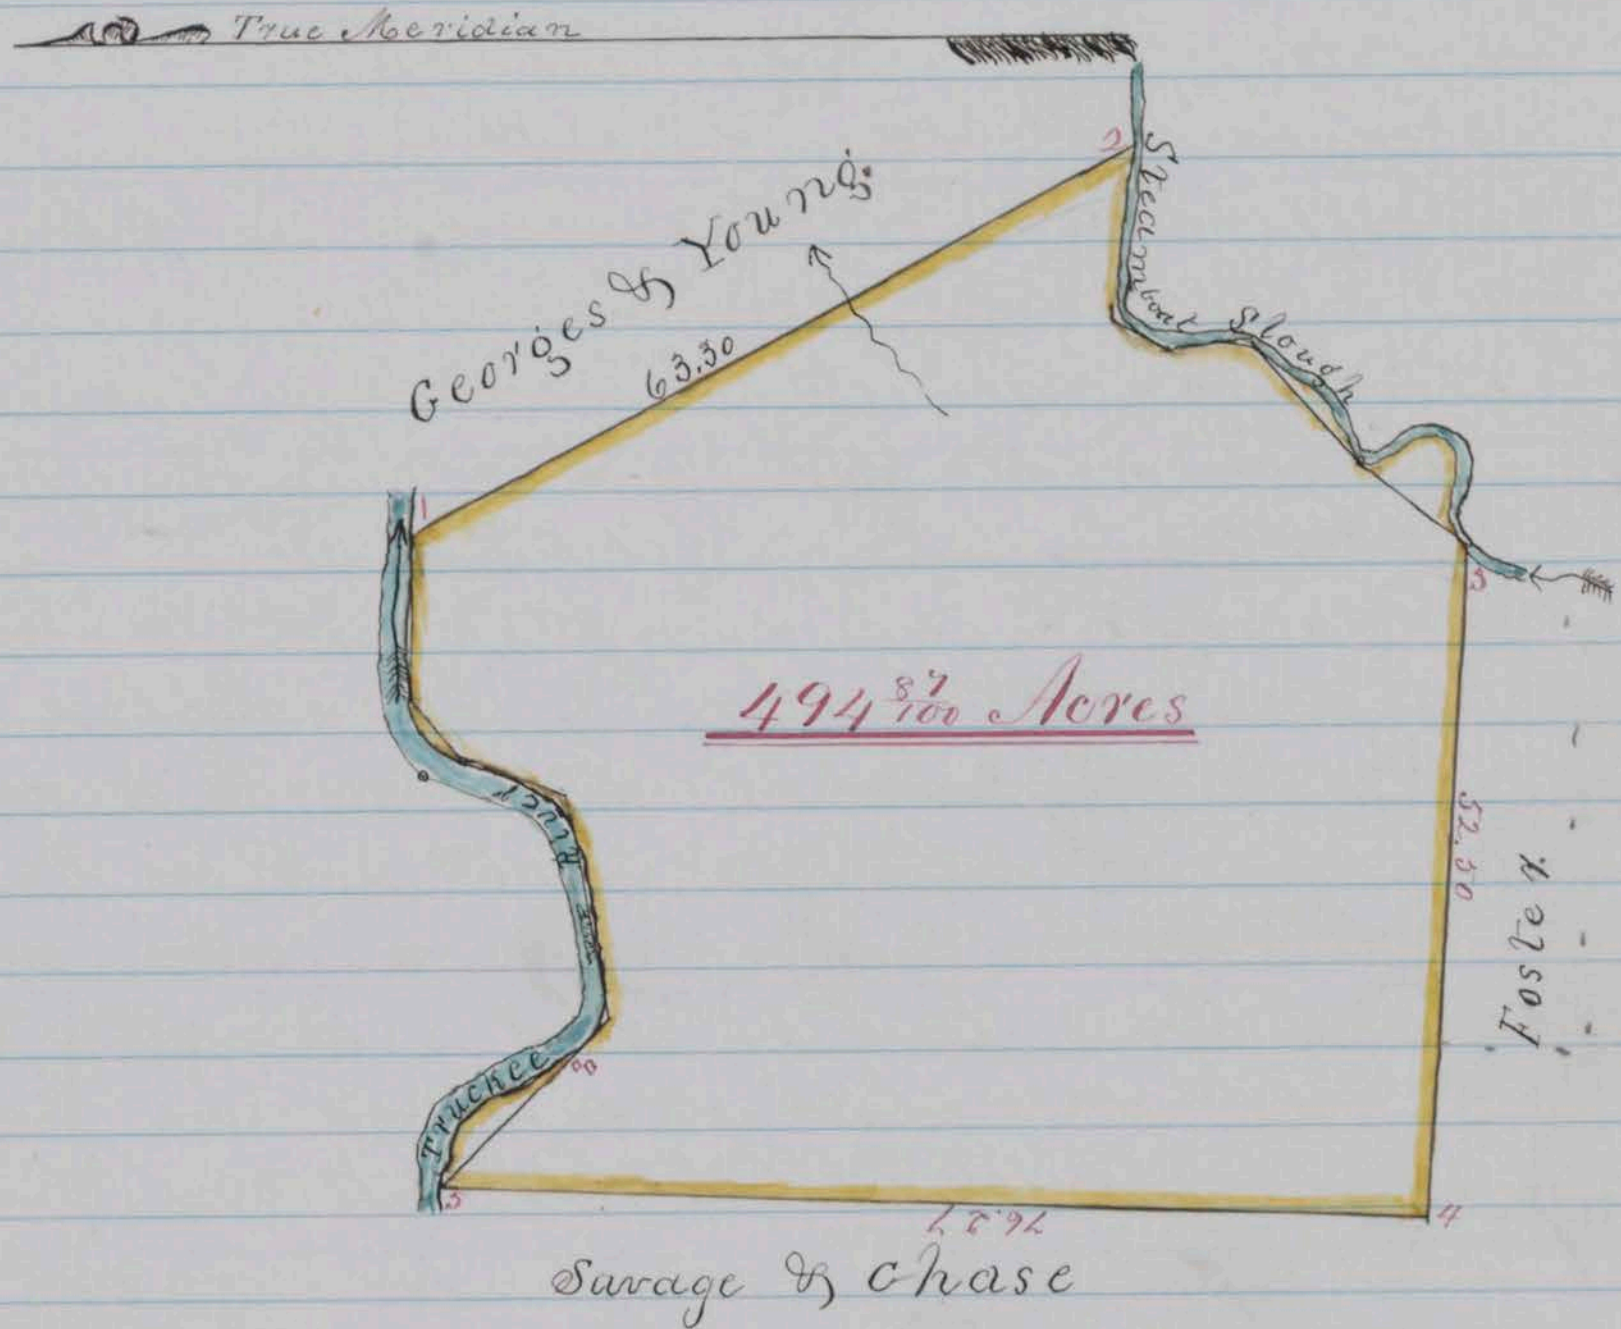 True Meridian
2
Steamboat Slough
Georges & Young
63.30
1
3
494 87/100 Acres
River
52.50
Foster
Truckee
5
4
76.27
Savage & Chase